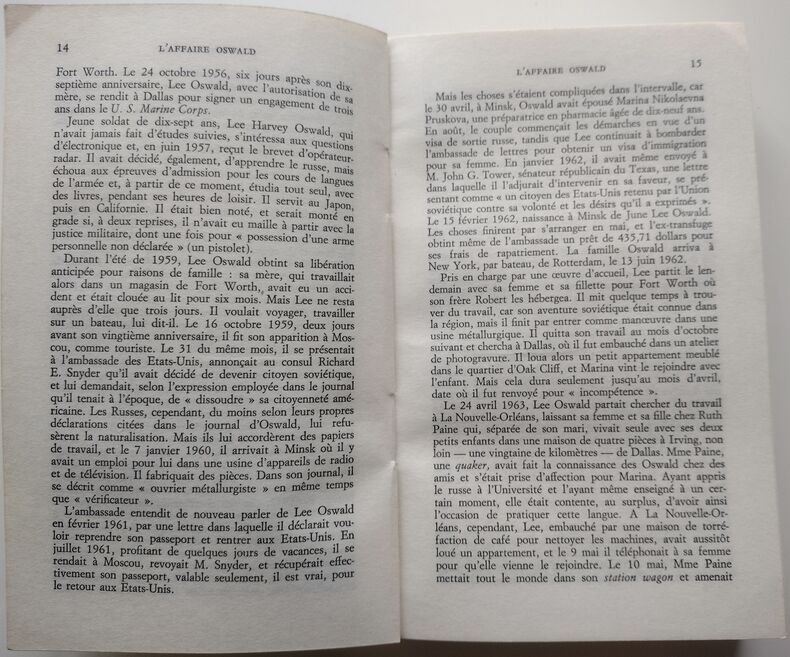 14
L'AFFAIRE OSWALD
Fort Worth. Le 24 octobre 1956, six jours après son dix-
septième anniversaire, Lee Oswald, avec l'autorisation de sa
mère, se rendit à Dallas pour signer un engagement de trois
ans dans le U. S. Marine Corps.
Jeune soldat de dix-sept ans, Lee Harvey Oswald, qui
n'avait jamais fait d'études suivies, s'intéressa aux questions
d'électronique et, en juin 1957, reçut le brevet d'opérateur-
radar. Il avait décidé, également, d'apprendre le russe, mais
échoua aux épreuves d'admission pour les cours de langues
de l'armée et, à partir de ce moment, étudia tout seul, avec
des livres, pendant ses heures de loisir. Il servit au Japon,
puis en Californie. Il était bien noté, et serait monté en
grade si, à deux reprises, il n'avait eu maille à partir avec la
justice militaire, dont une fois pour « possession d'une arme
personnelle non déclarée » (un pistolet).
Durant l'été de 1959, Lee Oswald obtint sa libération
anticipée pour raisons de famille : sa mère, qui travaillait
alors dans un magasin de Fort Worth, avait eu un acci-
dent et était clouée au lit pour six mois. Mais Lee ne resta
auprès d'elle que trois jours. Il voulait voyager, travailler
sur un bateau, lui dit-il. Le 16 octobre 1959, deux jours
avant son vingtième anniversaire, il fit son apparition à Mos-
cou, comme touriste. Le 31 du même mois, il se présentait
à l'ambassade des Etats-Unis, annonçait au consul Richard
E. Snyder qu'il avait décidé de devenir citoyen soviétique,
et lui demandait, selon l'expression employée dans le journal
qu'il tenait à l'époque, de « dissoudre » sa citoyenneté amé-
ricaine. Les Russes, cependant, du moins selon leurs propres
déclarations citées dans le journal d'Oswald, lui refu-
sèrent la naturalisation. Mais ils lui accordèrent des papiers
de travail, et le 7 janvier 1960, il arrivait à Minsk où il y
avait un emploi pour lui dans une usine d'appareils de radio
et de télévision. Il fabriquait des pièces. Dans son journal, il
se décrit comme « ouvrier métallurgiste » en même temps
que « vérificateur ».
L'ambassade entendit de nouveau parler de Lee Oswald
en février 1961, par une lettre dans laquelle il déclarait vou-
loir reprendre son passeport et rentrer aux Etats-Unis. En
juillet 1961, profitant de quelques jours de vacances, il se
rendait à Moscou, revoyait M. Snyder, et récupérait effec-
tivement son passeport, valable seulement, il est vrai, pour
le retour aux Etats-Unis.
L'AFFAIRE OSWALD
15
Mais les choses s'étaient compliquées dans l'intervalle, car
le 30 avril, à Minsk, Oswald avait épousé Marina Nikolaevna
Pruskova, une préparatrice en pharmacie âgée de dix-neuf ans.
En août, le couple commençait les démarches en vue d'un
visa de sortie russe, tandis que Lee continuait à bombarder
l'ambassade de lettres pour obtenir un visa d'immigration
pour sa femme. En janvier 1962, il avait même envoyé à
M. John G. Tower, sénateur républicain du Texas, une lettre
dans laquelle il l'adjurait d'intervenir en sa faveur, se pré-
sentant comme « un citoyen des Etats-Unis retenu par l'Union
soviétique contre sa volonté et les désirs qu'il a exprimés ».
Le 15 février 1962, naissance à Minsk de June Lee Oswald.
Les choses finirent par s'arranger en mai, et l'ex-transfuge
obtint même de l'ambassade un prêt de 435,71 dollars pour
ses frais de rapatriement. La famille Oswald arriva à
New York, par bateau, de Rotterdam, le 13 juin 1962.
Pris en charge par une œuvre d'accueil, Lee partit le len-
demain avec sa femme et sa fillette pour Fort Worth où
son frère Robert les hébergea. Il mit quelque temps à trou-
ver du travail, car son aventure soviétique était connue dans
la région, mais il finit par entrer comme manœuvre dans une
usine métallurgique. Il quitta son travail au mois d'octobre
suivant et chercha à Dallas, où il fut embauché dans un atelier
de photogravure. Il loua alors un petit appartement meublé
dans le quartier d'Oak Cliff, et Marina vint le rejoindre avec
l'enfant. Mais cela dura seulement jusqu'au mois d'avril,
date où il fut renvoyé pour « incompétence ».
Le 24 avril 1963, Lee Oswald partait chercher du travail
à La Nouvelle-Orléans, laissant sa femme et sa fille chez Ruth
Paine qui, séparée de son mari, vivait seule avec ses deux
petits enfants dans une maison de quatre pièces à Irving, non
loin — une vingtaine de kilomètres — de Dallas. Mme Paine,
une quaker, avait fait la connaissance des Oswald chez des
amis et s'était prise d'affection pour Marina. Ayant appris
le russe à l'Université et l'ayant même enseigné à un cer-
tain moment, elle était contente, au surplus, d'avoir ainsi
l'occasion de pratiquer cette langue. A La Nouvelle-Or-
léans, cependant, Lee, embauché par une maison de torré-
faction de café pour nettoyer les machines, avait aussitôt
loué un appartement, et le 9 mai il téléphonait à sa femme
pour qu'elle vienne le rejoindre. Le 10 mai, Mme Paine
mettait tout le monde dans son station wagon et amenait